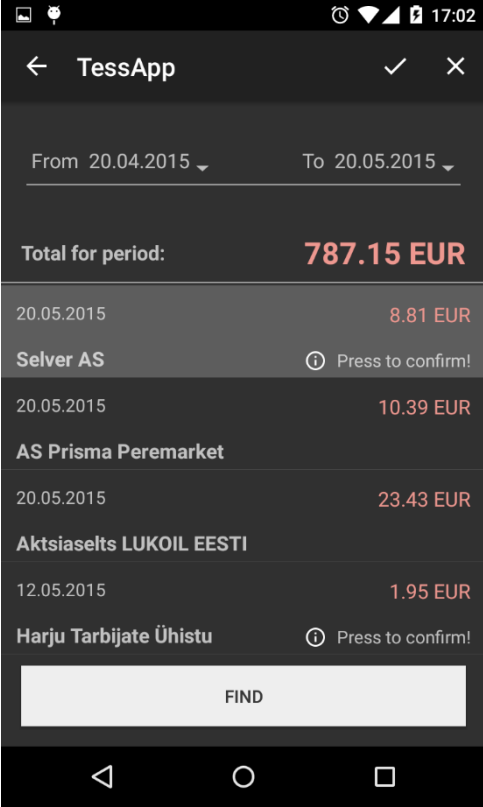 17:02
TessApp
From 20.04.2015 To 20.05.2015
Total for period: 787.15 EUR
20.05.2015 8.81 EUR
Selver AS Press to confirm!
20.05.2015 10.39 EUR
AS Prisma Peremarket
20.05.2015 23.43 EUR
Aktsiaselts LUKOIL EESTI
12.05.2015 1.95 EUR
Harju Tarbijate Ühistu Press to confirm!
FIND